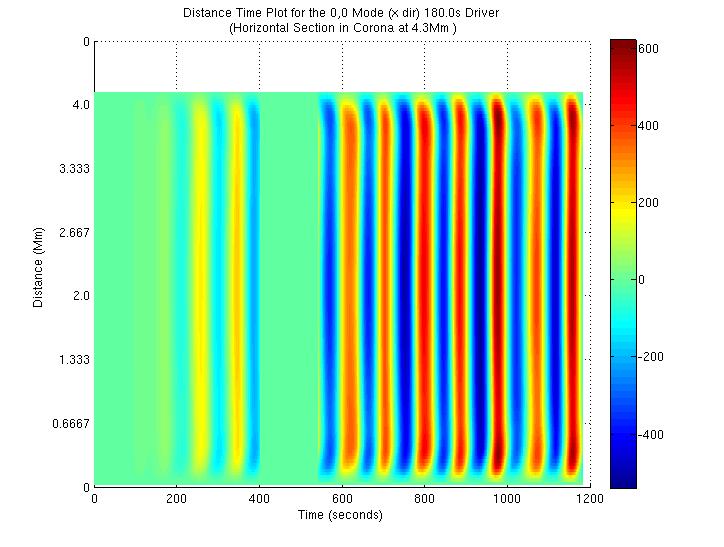 Distance Time Plot for the 0,0 Mode (x dir) 180.0s Driver
(Horizontal Section in Corona at 4.3Mm )
0
4.0
3.333
2.667
2.0
1.333
0.6667
0
Distance (Mm)
0 200 400 600 800 1000 1200
Time (seconds)
600
400
200
0
-200
-400